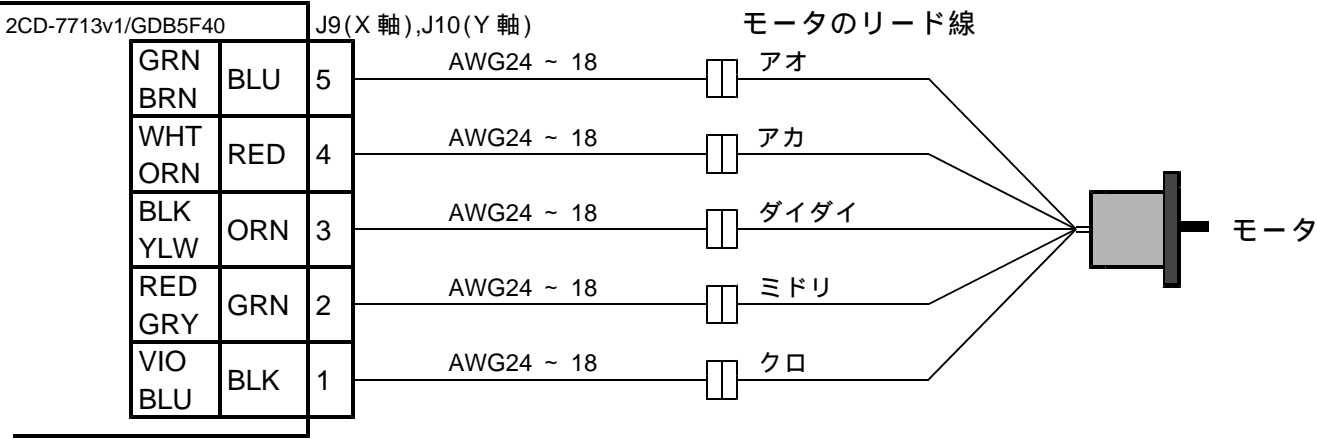 2CD-7713v1/GDB5F40 J9(X 軸),J10(Y 軸) モータのリード線
GRN
BRN BLU 5 AWG24 ~ 18 アオ
WHT
ORN RED 4 AWG24 ~ 18 アカ
BLK
YLW ORN 3 AWG24 ~ 18 ダイダイ
モータ
RED
GRY GRN 2 AWG24 ~ 18 ミドリ
VIO
BLU BLK 1 AWG24 ~ 18 クロ